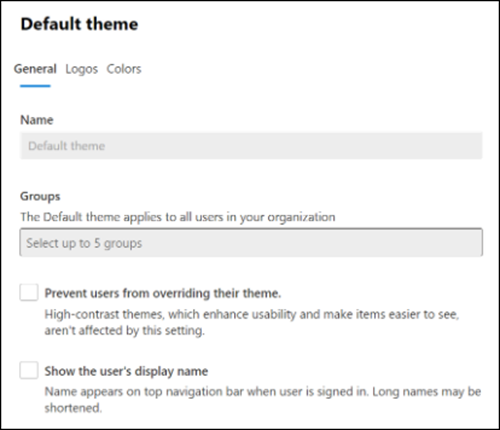 Default theme
General Logos Colors
Name
Default theme
Groups
The Default theme applies to all users in your organization
Select up to 5 groups
Prevent users from overriding their theme.
High-contrast themes, which enhance usability and make items easier to see,
aren't affected by this setting.
Show the user's display name
Name appears on top navigation bar when user is signed in. Long names may be
shortened.